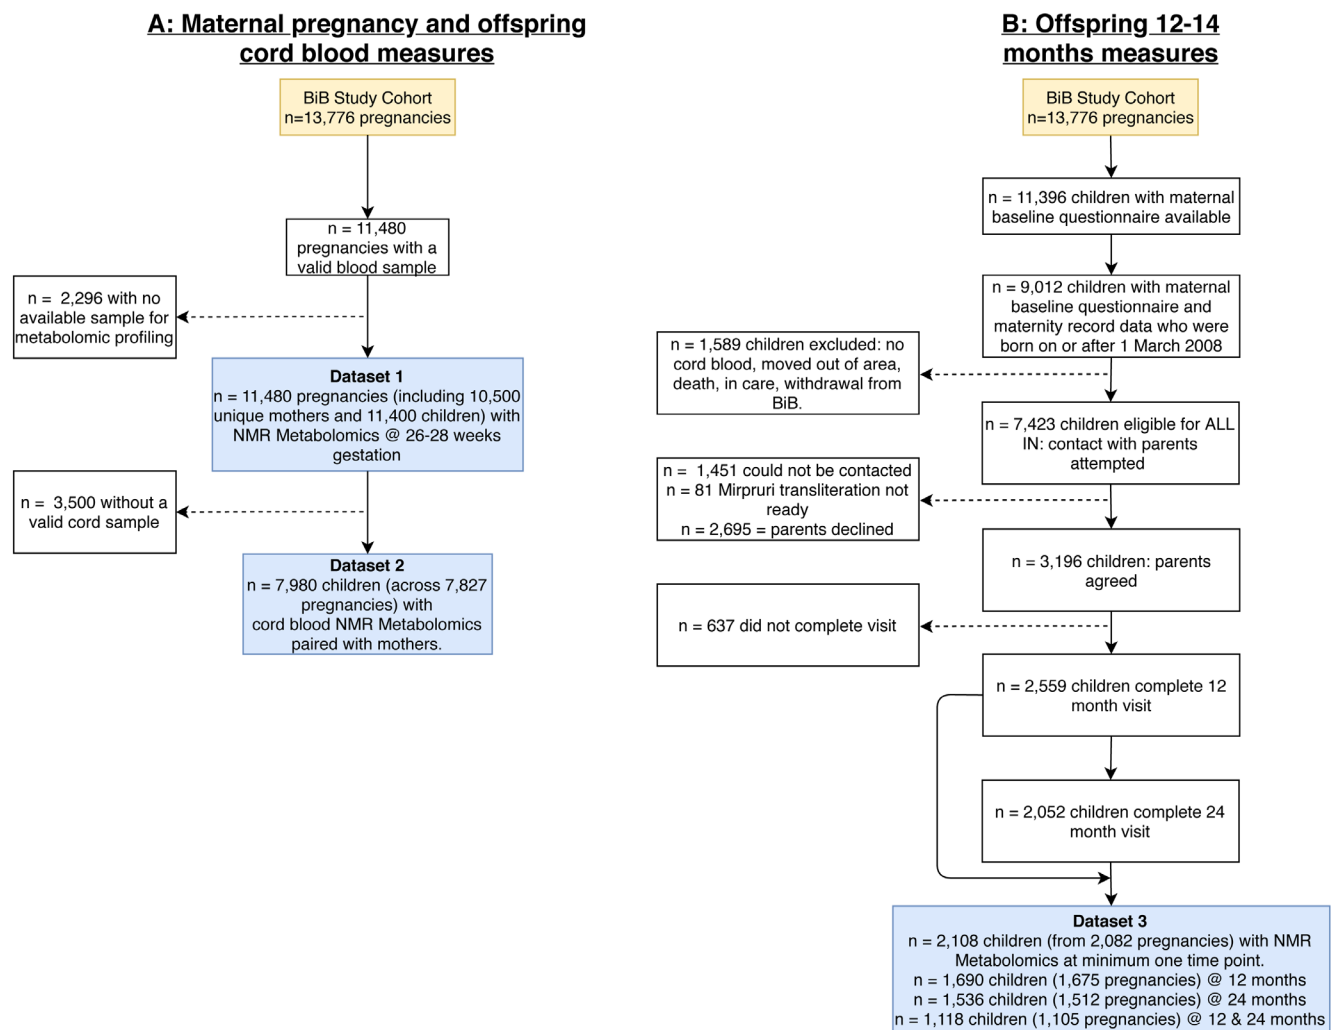 A: Maternal pregnancy and offspring
cord blood measures
BiB Study Cohort
n=13,776 pregnancies
n = 11,480
pregnancies with a
valid blood sample
n =  2,296 with no
available sample for
metabolomic profiling
Dataset 1
n = 11,480 pregnancies (including 10,500
unique mothers and 11,400 children) with
NMR Metabolomics @ 26-28 weeks
gestation
n =  3,500 without a
valid cord sample
Dataset 2
n = 7,980 children (across 7,827
pregnancies) with
cord blood NMR Metabolomics
paired with mothers.
B: Offspring 12-14
months measures
BiB Study Cohort
n=13,776 pregnancies
n = 11,396 children with maternal
baseline questionnaire available
n = 9,012 children with maternal
baseline questionnaire and
maternity record data who were
born on or after 1 March 2008
n = 1,589 children excluded: no
cord blood, moved out of area,
death, in care, withdrawal from
BiB.
n = 7,423 children eligible for ALL
IN: contact with parents
attempted
n =  1,451 could not be contacted
n = 81 Mirpruri transliteration not
ready
n = 2,695 = parents declined
n = 3,196 children: parents
agreed
n = 637 did not complete visit
n = 2,559 children complete 12
month visit
n = 2,052 children complete 24
month visit
Dataset 3
n = 2,108 children (from 2,082 pregnancies) with NMR
Metabolomics at minimum one time point.
n = 1,690 children (1,675 pregnancies) @ 12 months
n = 1,536 children (1,512 pregnancies) @ 24 months
n = 1,118 children (1,105 pregnancies) @ 12 & 24 months